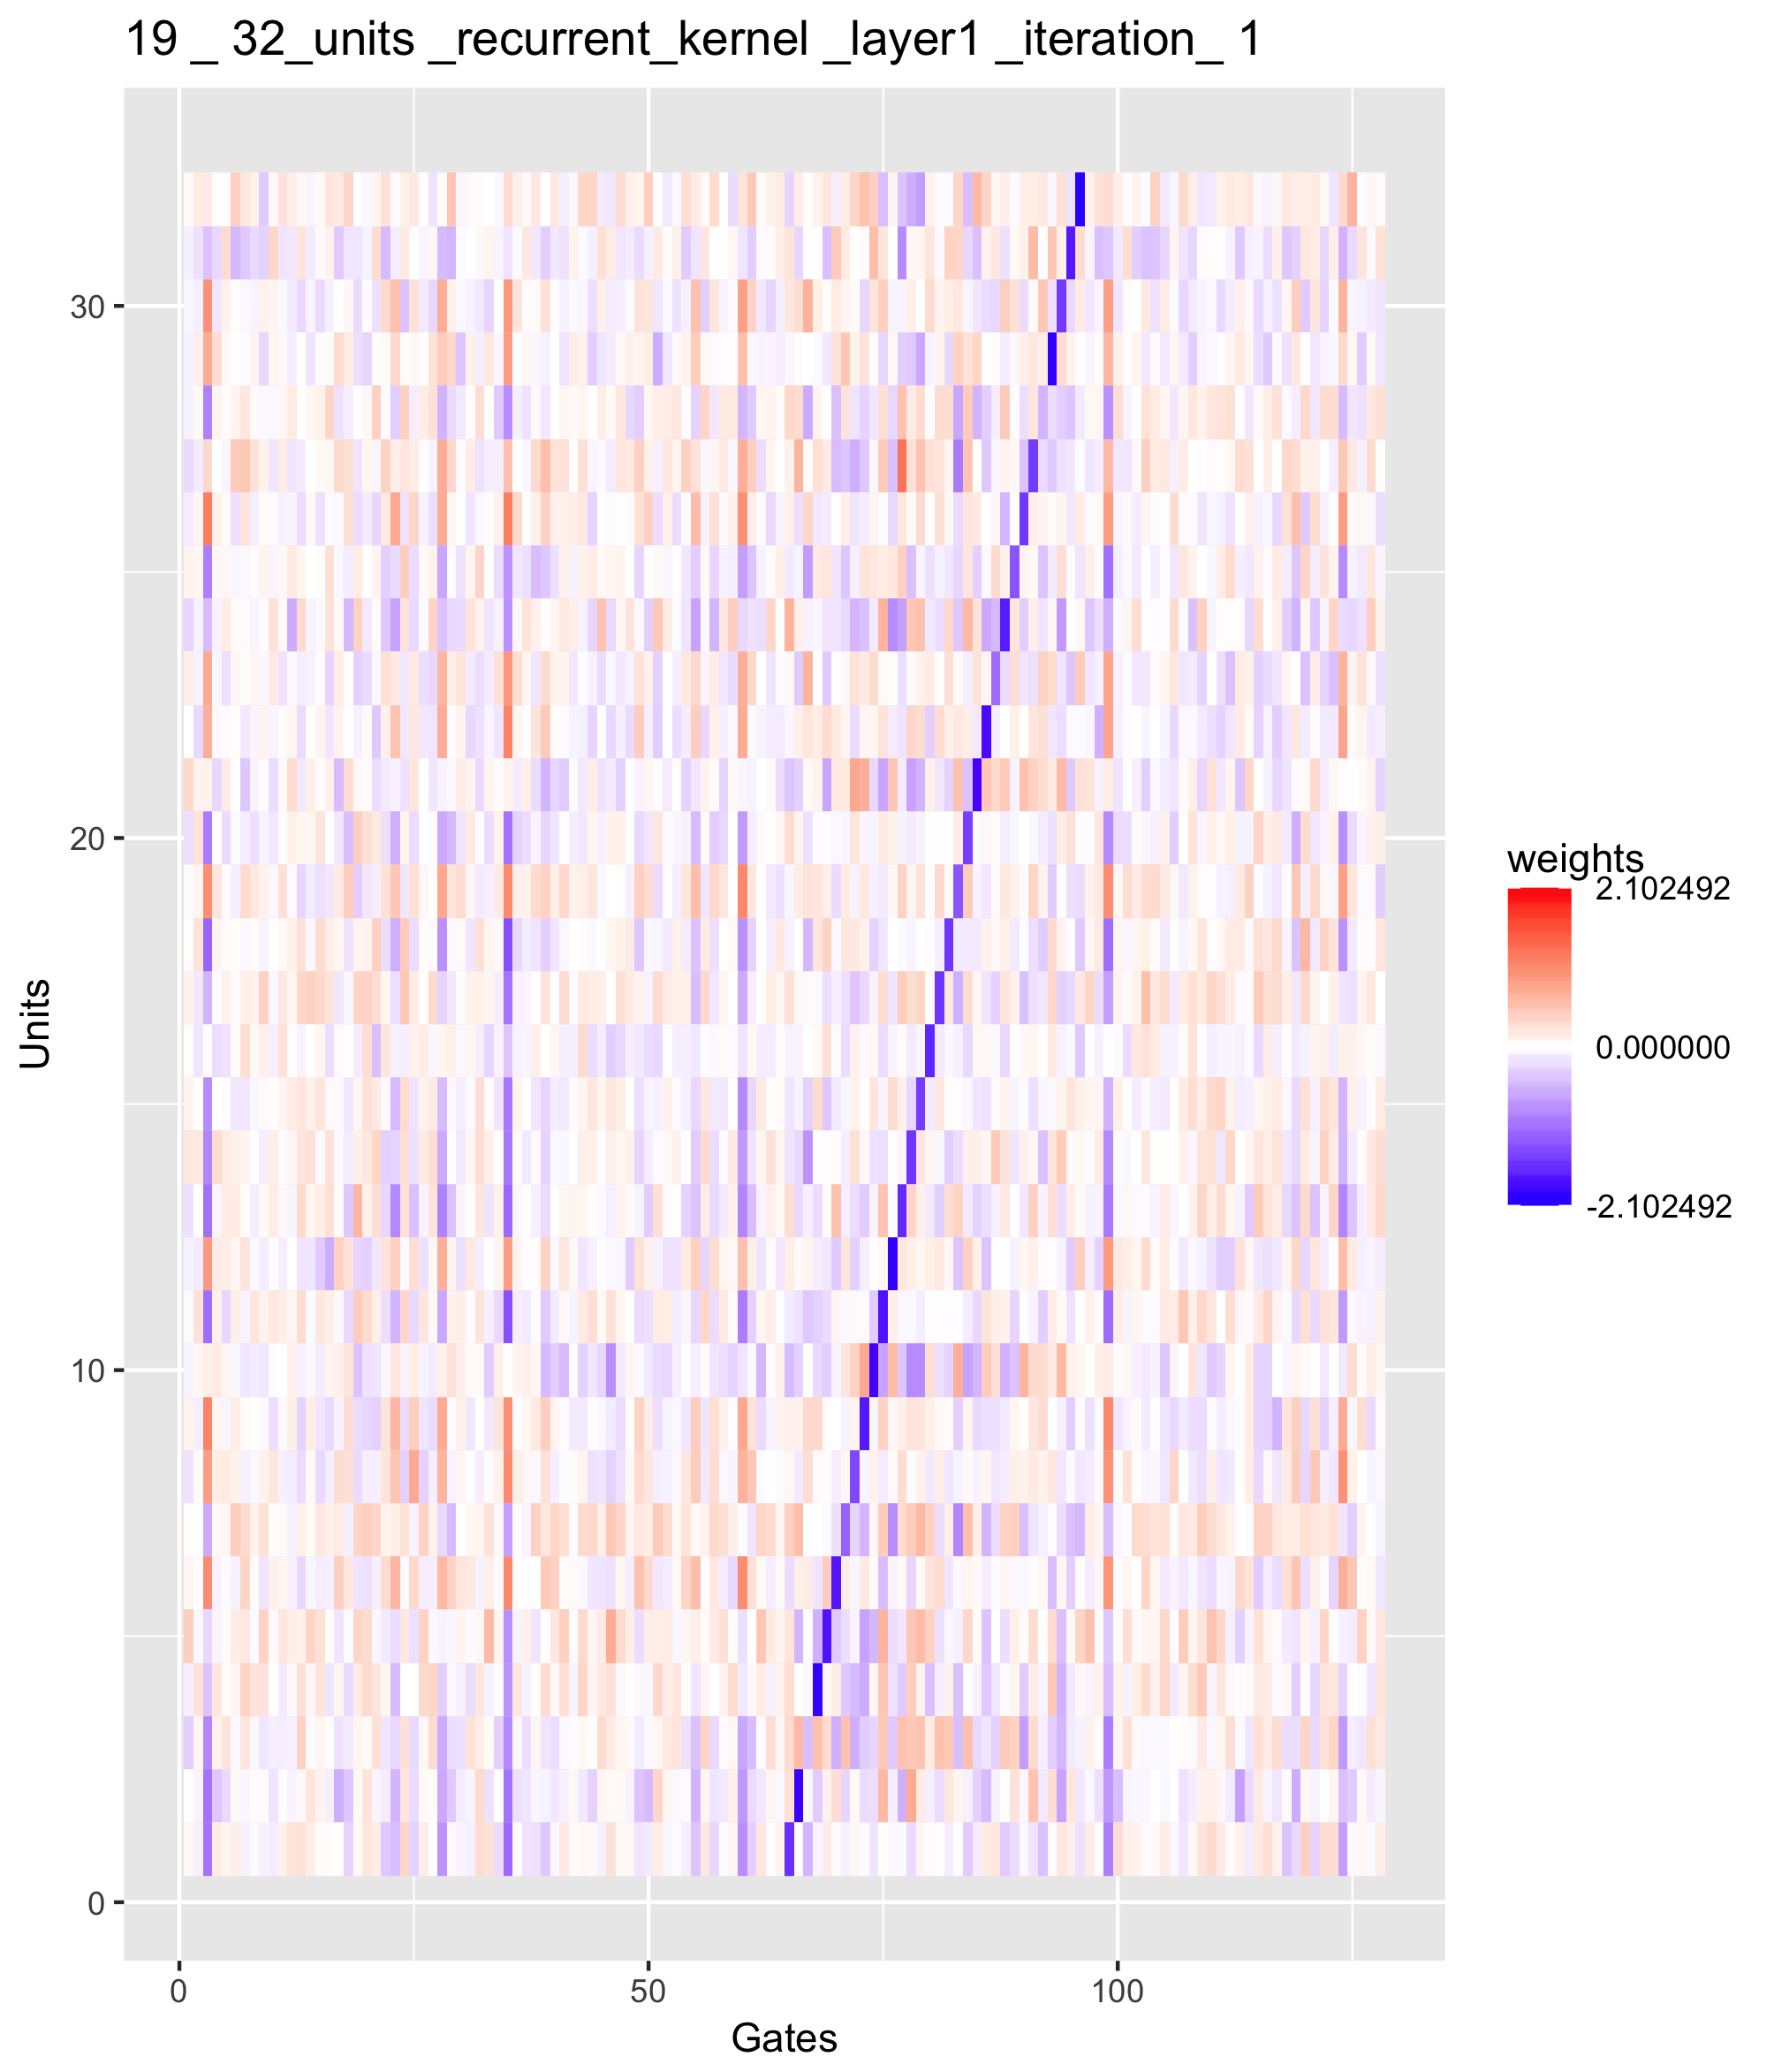 19 _ 32_units _recurrent_kernel _layer1 _iteration_ 1
Units
30
20
10
0
0 50 100
Gates
weights
2.102492
0.000000
-2.102492